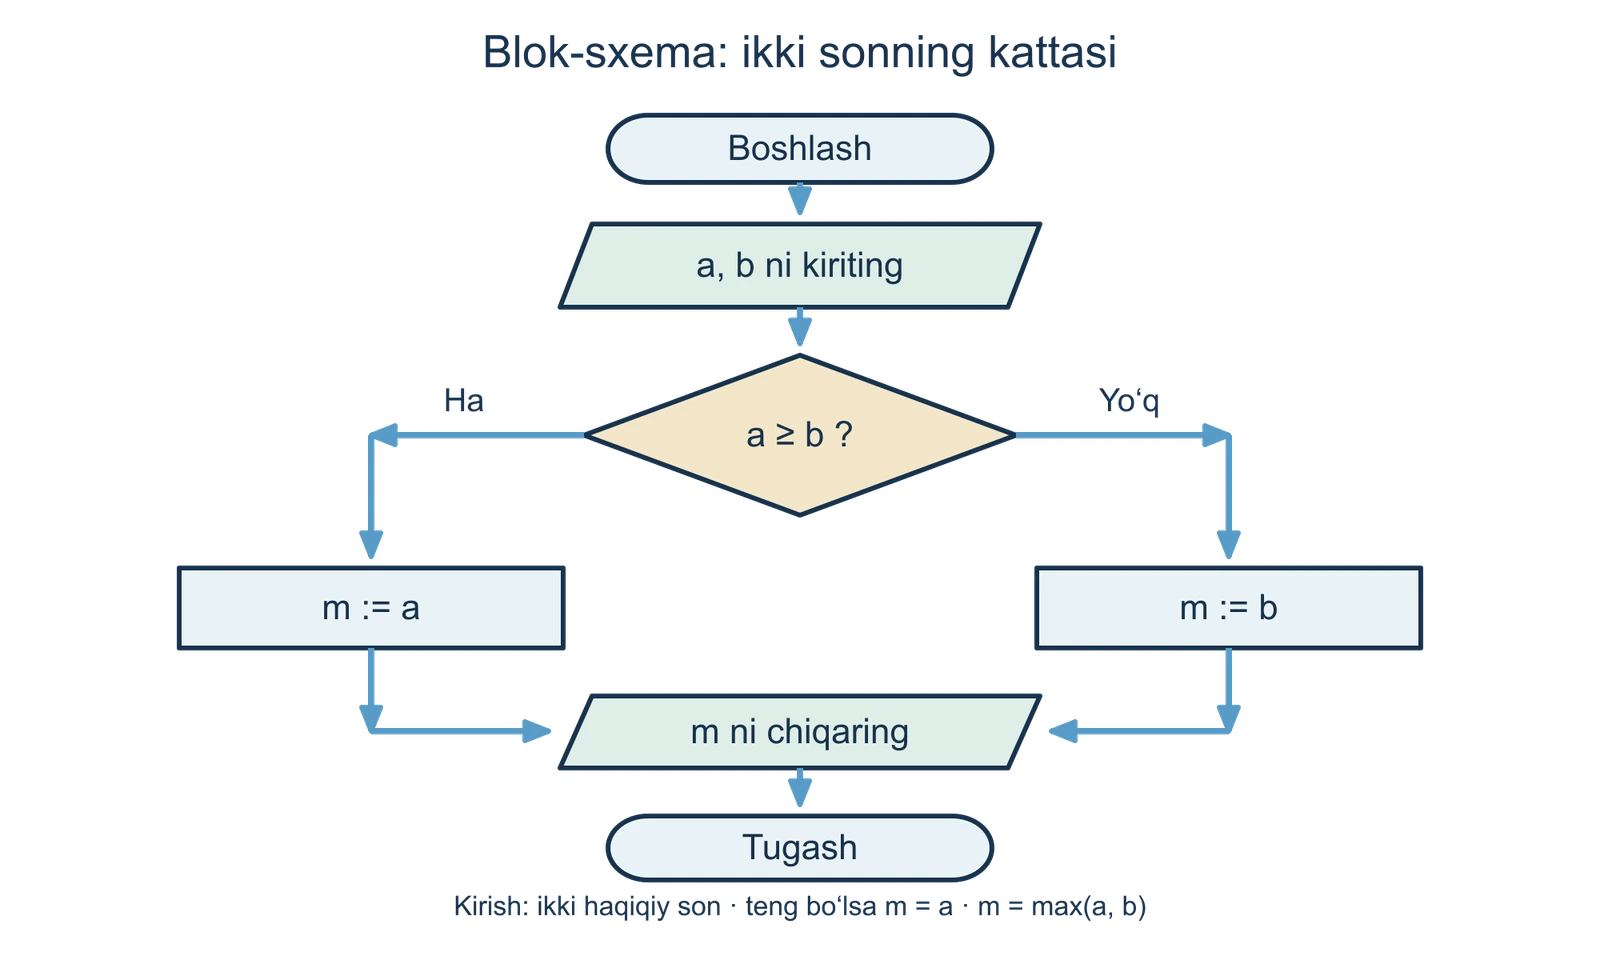 Blok-sxema: ikki sonning kattasi
Boshlash
a, b ni kiriting
a ≥ b ?
Ha
Yo‘q
m := a
m := b
m ni chiqaring
Tugash
Kirish: ikki haqiqiy son · teng bo‘lsa m = a · m = max(a, b)